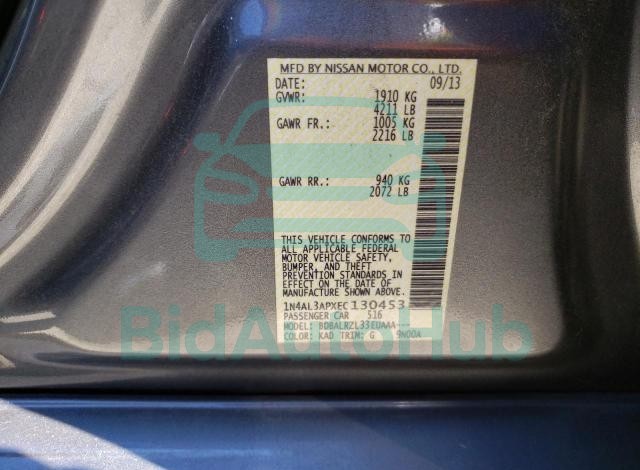 MFD BY NISSAN MOTOR CO., LTD.
DATE: 09/13
GVWR: 1910 KG
4211 LB
GAWR FR.: 1005 KG
2216 LB
GAWR RR.: 940 KG
2072 LB
THIS VEHICLE CONFORMS TO
ALL APPLICABLE FEDERAL
MOTOR VEHICLE SAFETY,
BUMPER, AND THEFT
PREVENTION STANDARDS IN
EFFECT ON THE DATE OF
MANUFACTURE SHOWN ABOVE.
1N4AL3APXEC130453
PASSENGER CAR 516
MODEL: BDBALRZL33EUAAA---
COLOR: KAD TRIM: G 9N00A
BidAutoHub